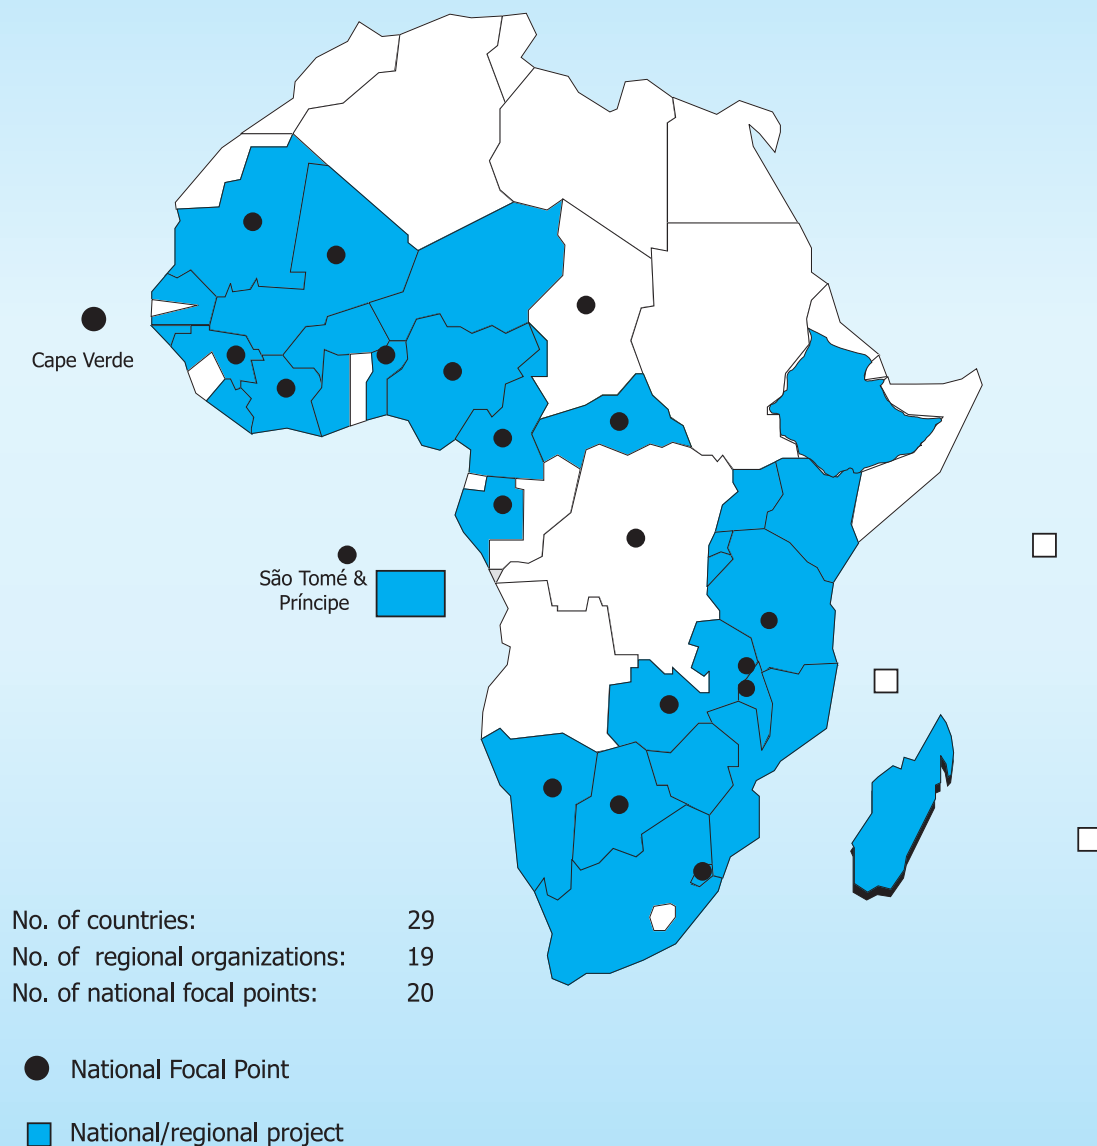 Cape Verde
São Tomé &
Príncipe
No. of countries: 29
No. of regional organizations: 19
No. of national focal points: 20
National Focal Point
National/regional project